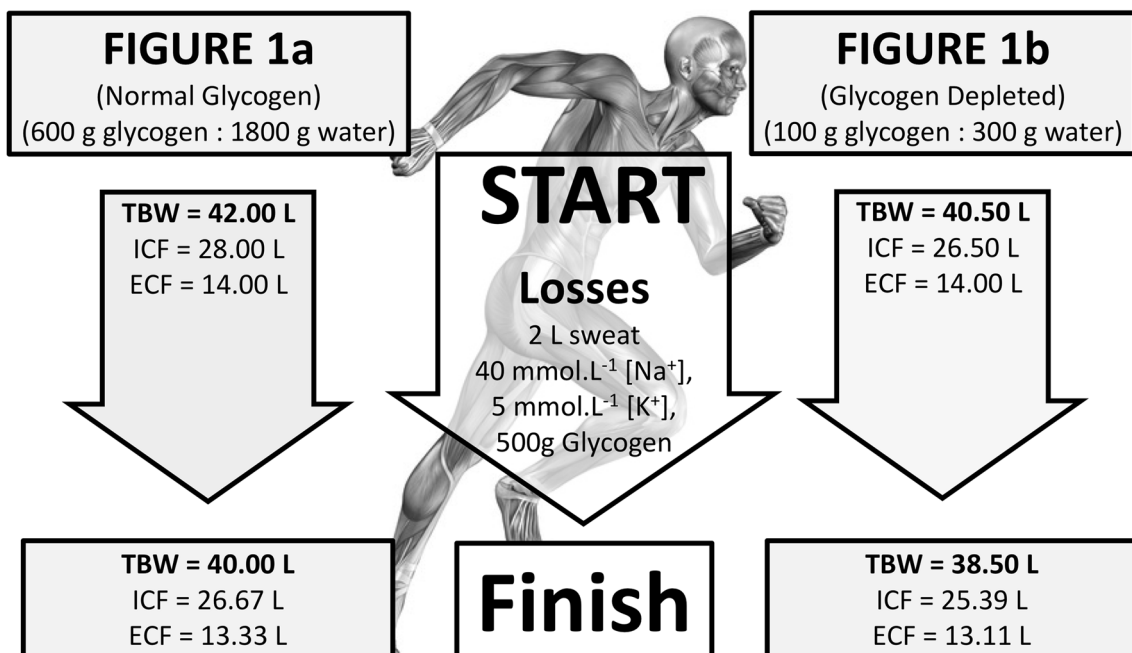 FIGURE 1a
(Normal Glycogen)
(600 g glycogen : 1800 g water)
FIGURE 1b
(Glycogen Depleted)
(100 g glycogen : 300 g water)
TBW = 42.00 L
ICF = 28.00 L
ECF = 14.00 L
START
Losses
2 L sweat
40 mmol.L⁻¹ [Na⁺],
5 mmol.L⁻¹ [K⁺],
500g Glycogen
TBW = 40.50 L
ICF = 26.50 L
ECF = 14.00 L
TBW = 40.00 L
ICF = 26.67 L
ECF = 13.33 L
Finish
TBW = 38.50 L
ICF = 25.39 L
ECF = 13.11 L